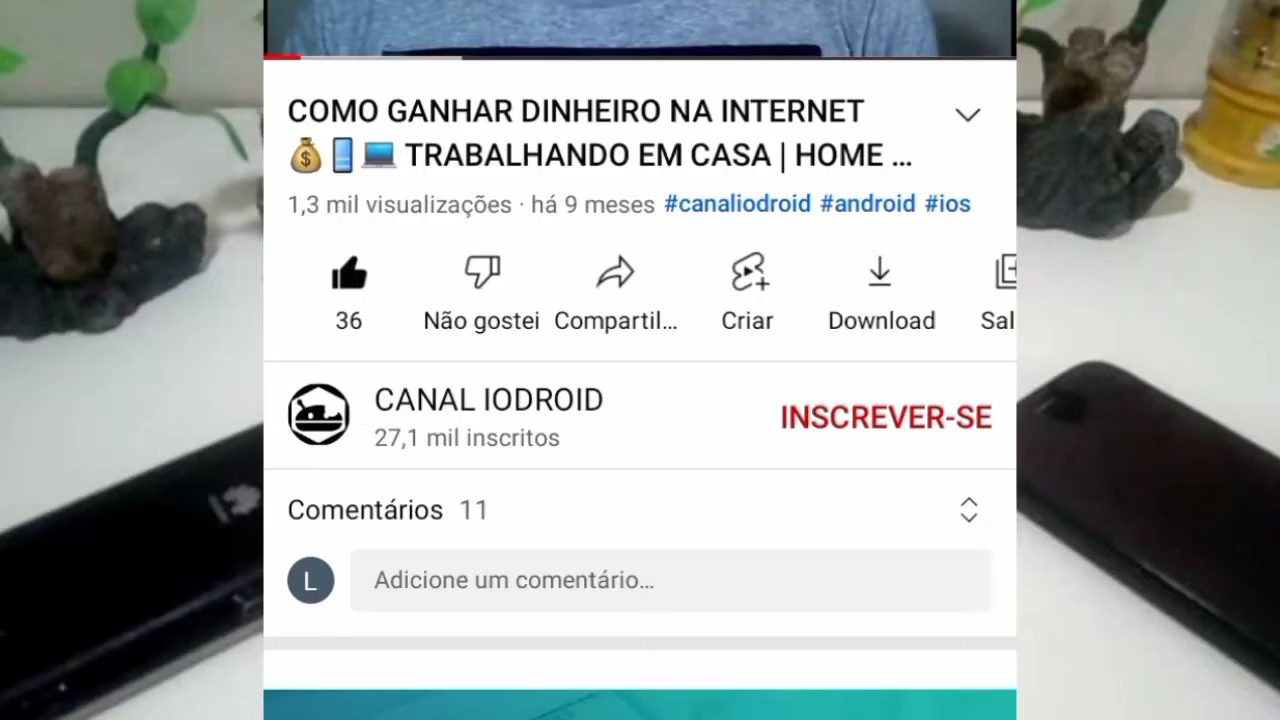 COMO GANHAR DINHEIRO NA INTERNET
💰📱💻 TRABALHANDO EM CASA | HOME ...
1,3 mil visualizações · há 9 meses #canaliodroid #android #ios
36
Não gostei
Compartil...
Criar
Download
Sal
CANAL IODROID
27,1 mil inscritos
INSCREVER-SE
Comentários 11
L
Adicione um comentário...